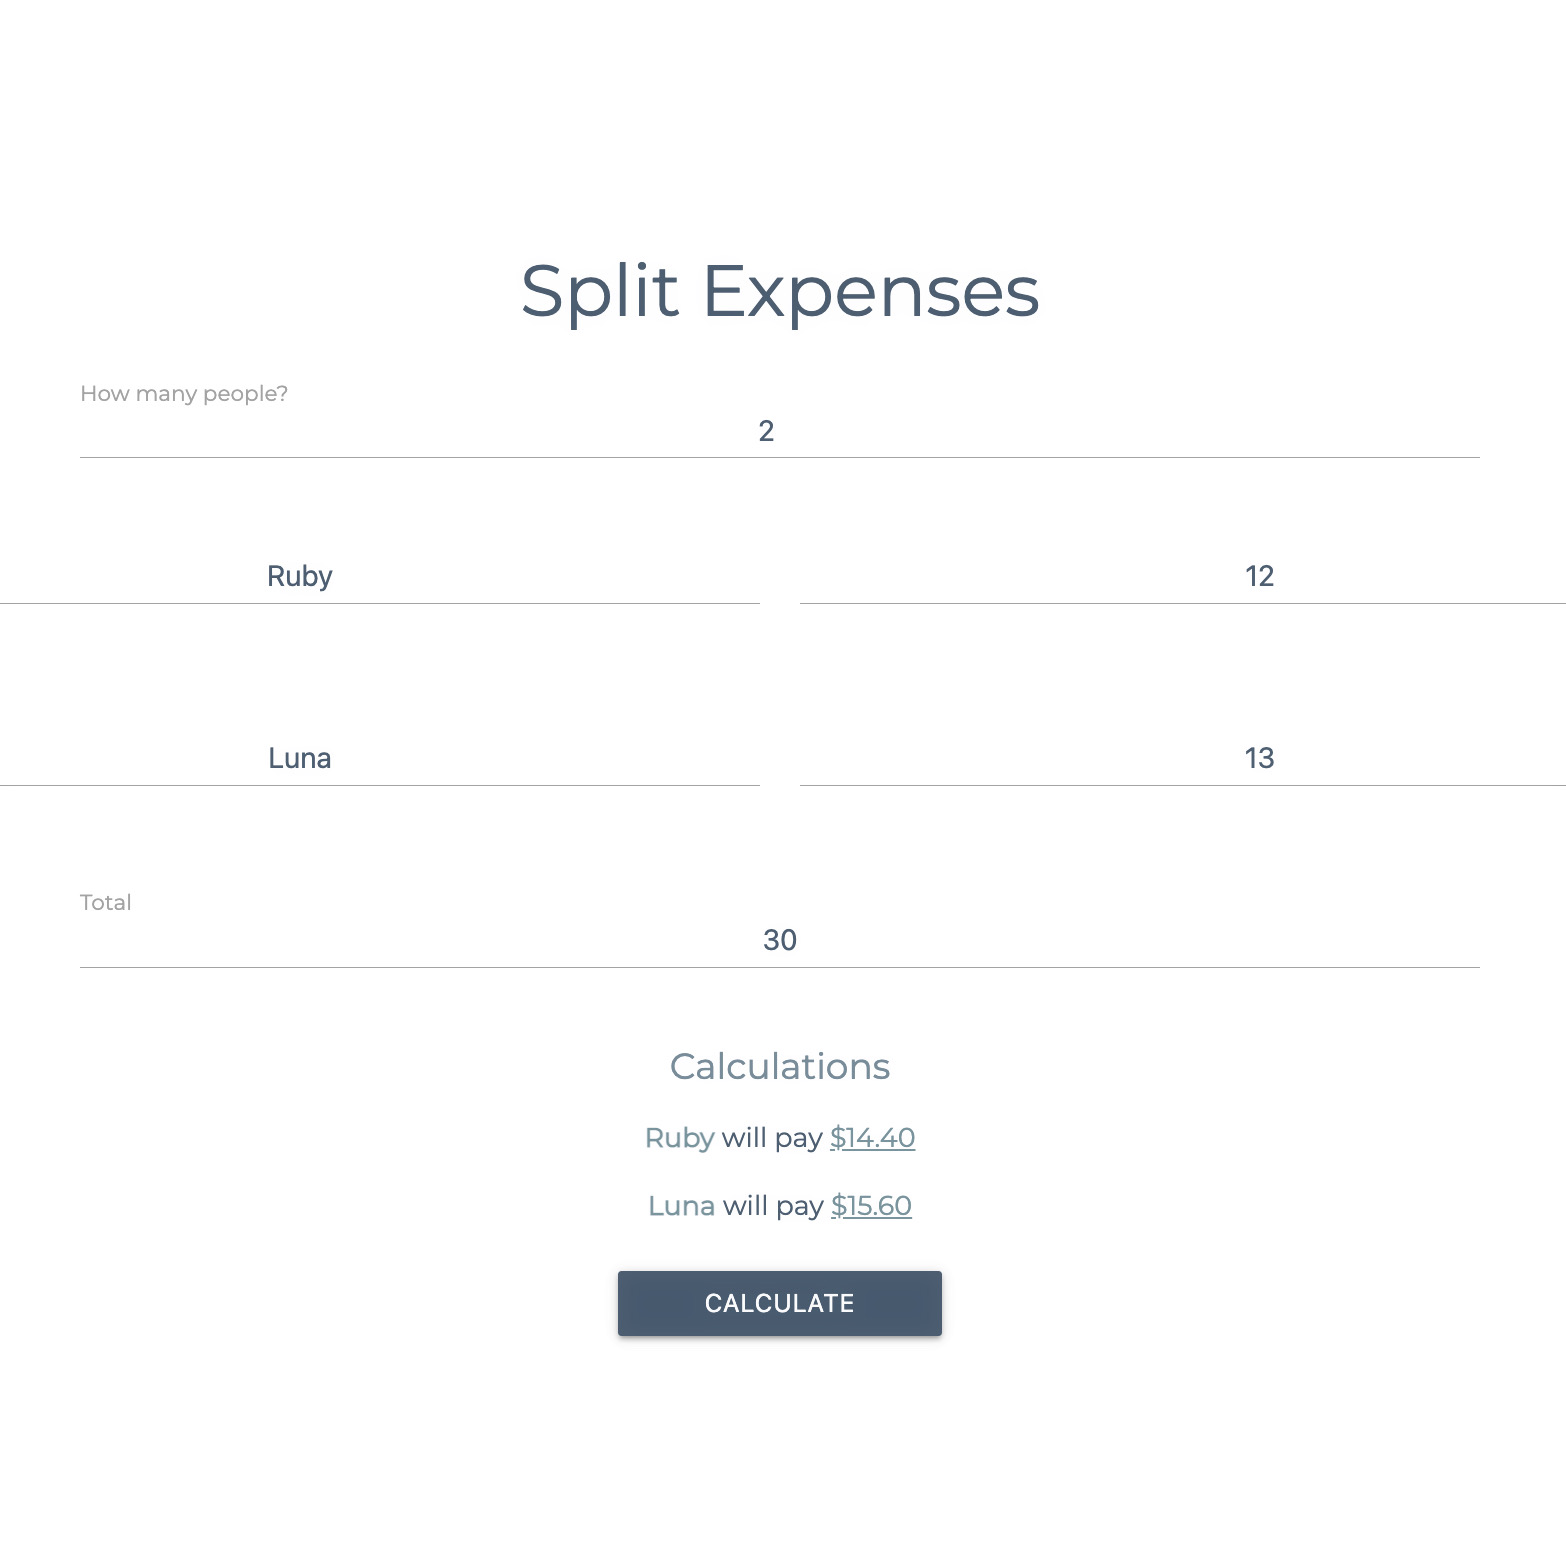 Split Expenses
How many people?
2
Ruby 12
Luna 13
Total
30
Calculations
Ruby will pay $14.40
Luna will pay $15.60
CALCULATE